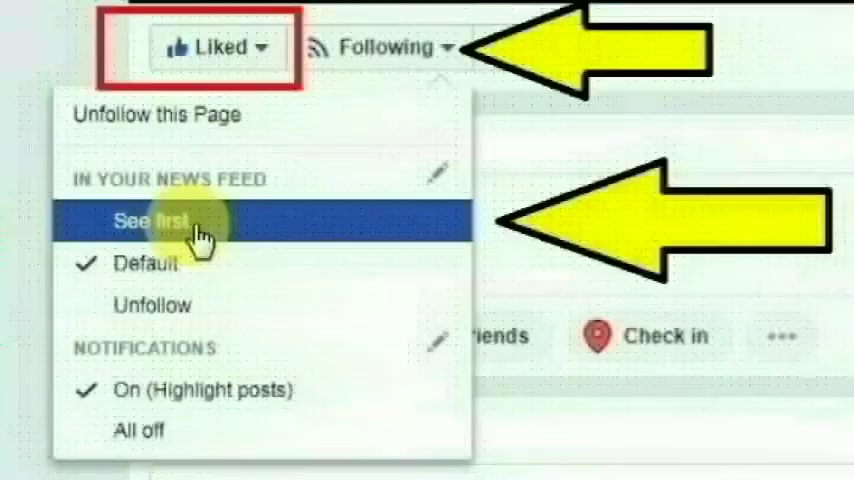 Liked Following
Unfollow this Page
IN YOUR NEWS FEED
See first
Default
Unfollow
NOTIFICATIONS
riends Check in
On (Highlight posts)
All off